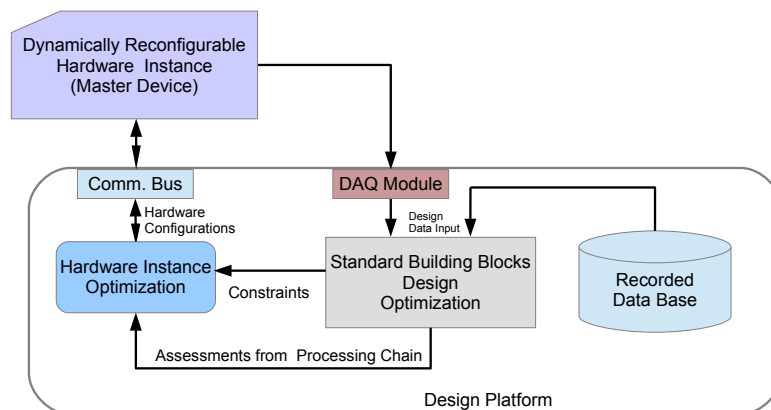 Dynamically Reconfigurable
Hardware Instance
(Master Device)
Comm. Bus
DAQ Module
Hardware
Configurations
Design
Data Input
Hardware Instance
Optimization
Constraints
Standard Building Blocks
Design
Optimization
Recorded
Data Base
Assessments from Processing Chain
Design Platform